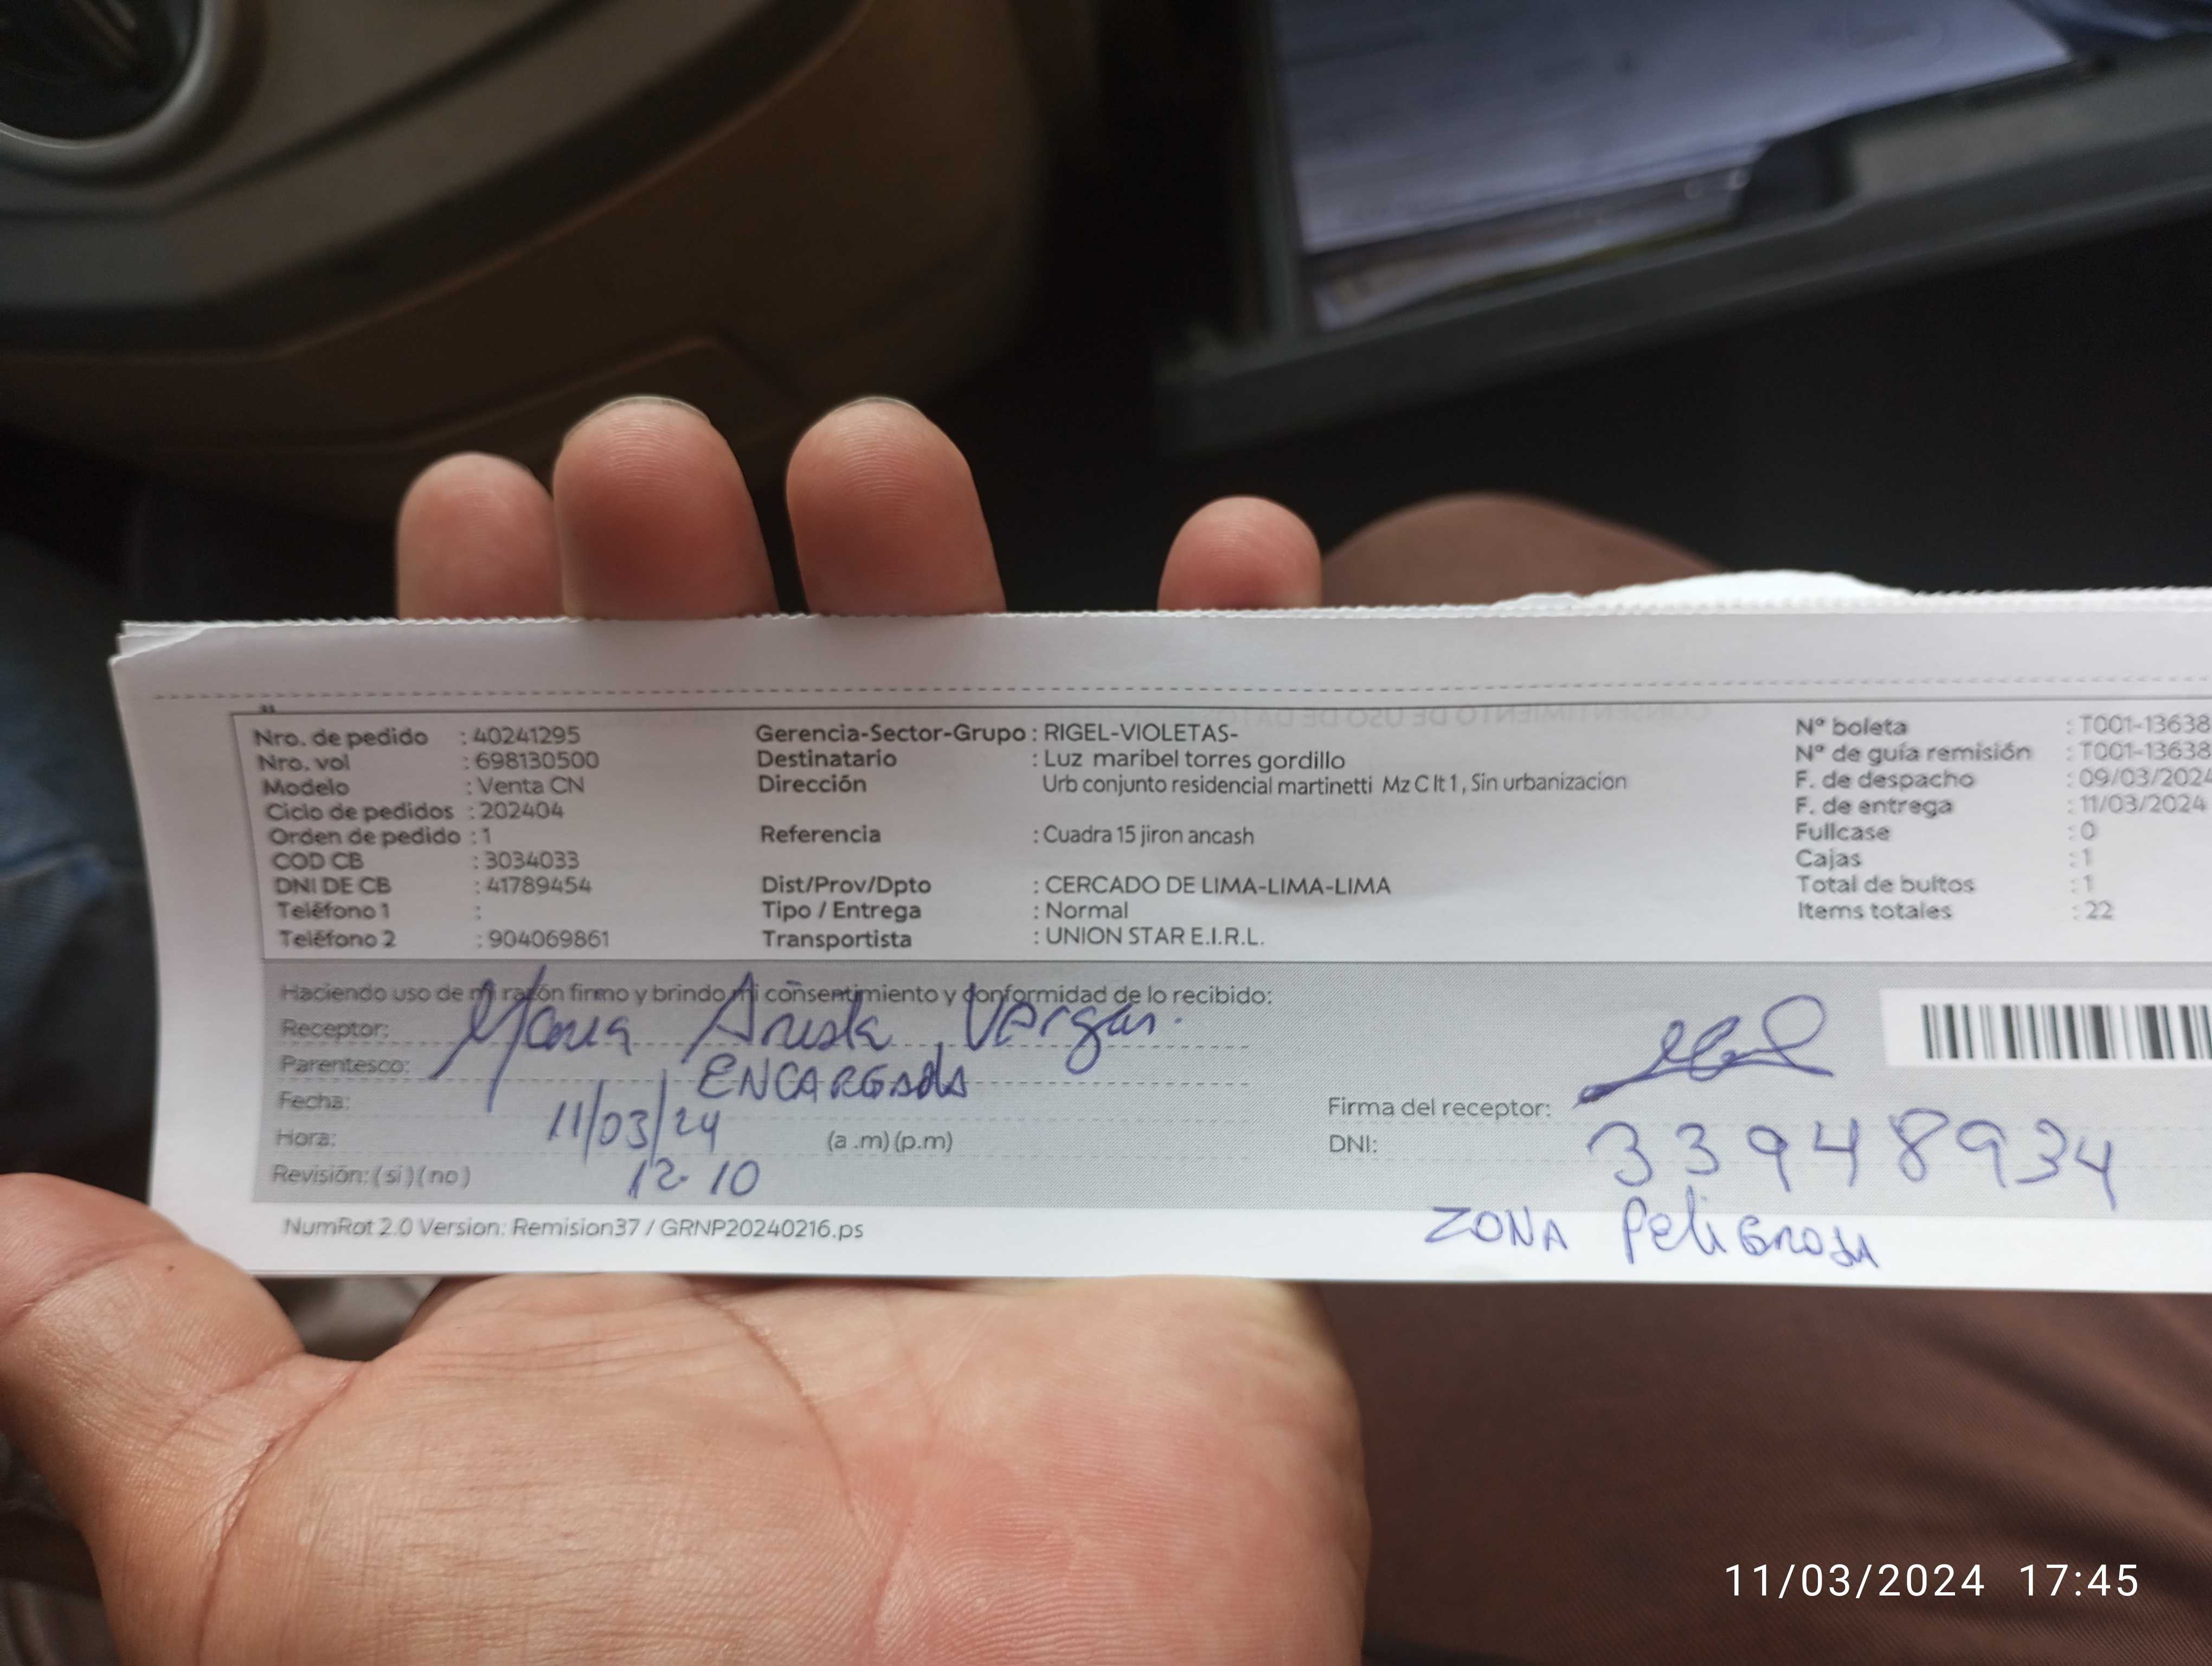 Nro. de pedido : 40241295
Nro. vol : 698130500
Modelo : Venta CN
Ciclo de pedidos : 202404
Orden de pedido : 1
COD CB : 3034033
DNI DE CB : 41789454
Teléfono 1 :
Teléfono 2 : 904069861
Gerencia-Sector-Grupo : RIGEL-VIOLETAS-
Destinatario : Luz maribel torres gordillo
Dirección Urb conjunto residencial martinetti Mz C lt 1 , Sin urbanizacion
Referencia : Cuadra 15 jiron ancash
Dist/Prov/Dpto : CERCADO DE LIMA-LIMA-LIMA
Tipo / Entrega : Normal
Transportista : UNION STAR E.I.R.L.
Nº boleta : T001-13638
Nº de guía remisión : T001-13638
F. de despacho : 09/03/2024
F. de entrega : 11/03/2024
Fullcase : 0
Cajas : 1
Total de bultos : 1
Items totales : 22
Haciendo uso de mi razón firmo y brindo mi consentimiento y conformidad de lo recibido:
Receptor: Maria Arista Vargas.
Parentesco: ENCARGADA
Fecha: 11/03/24
Hora: 12.10 (a .m) (p.m)
Revisión: ( si ) ( no )
Firma del receptor:
DNI: 33948934
ZONA PeliGROSA
NumRot 2.0 Version: Remision37 / GRNP20240216.ps
11/03/2024 17:45